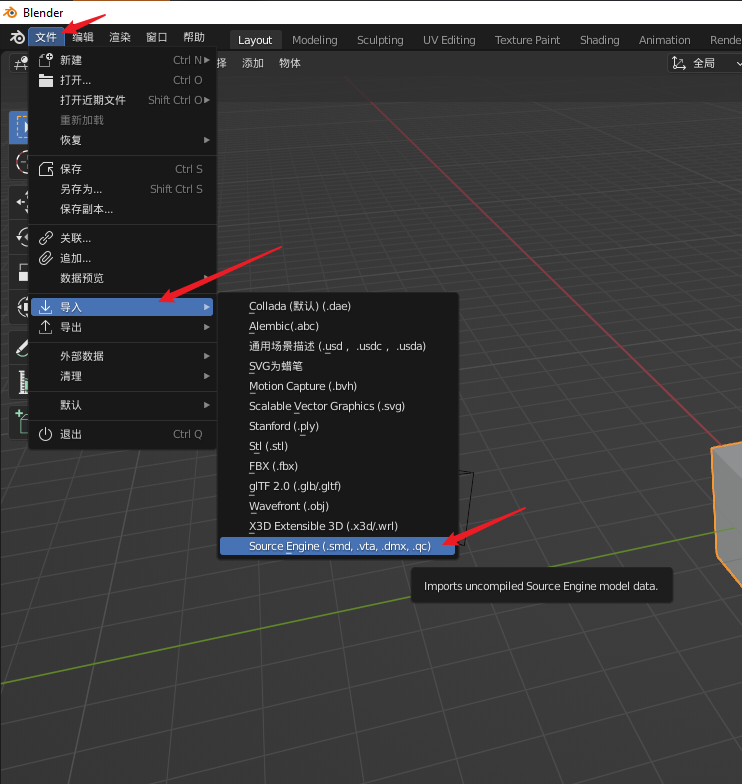 Blender
文件 编辑 渲染 窗口 帮助 Layout Modeling Sculpting UV Editing Texture Paint Shading Animation Rende
择 添加 物体 全局
新建 Ctrl N
打开... Ctrl O
打开近期文件 Shift Ctrl O
重新加载
恢复
保存 Ctrl S
另存为... Shift Ctrl S
保存副本...
关联...
追加...
数据预览
导入
导出
外部数据
清理
默认
退出 Ctrl Q
Collada (默认) (.dae)
Alembic(.abc)
通用场景描述 (.usd， .usdc， .usda)
SVG为蜡笔
Motion Capture (.bvh)
Scalable Vector Graphics (.svg)
Stanford (.ply)
Stl (.stl)
FBX (.fbx)
glTF 2.0 (.glb/.gltf)
Wavefront (.obj)
X3D Extensible 3D (.x3d/.wrl)
Source Engine (.smd, .vta, .dmx, .qc)
Imports uncompiled Source Engine model data.